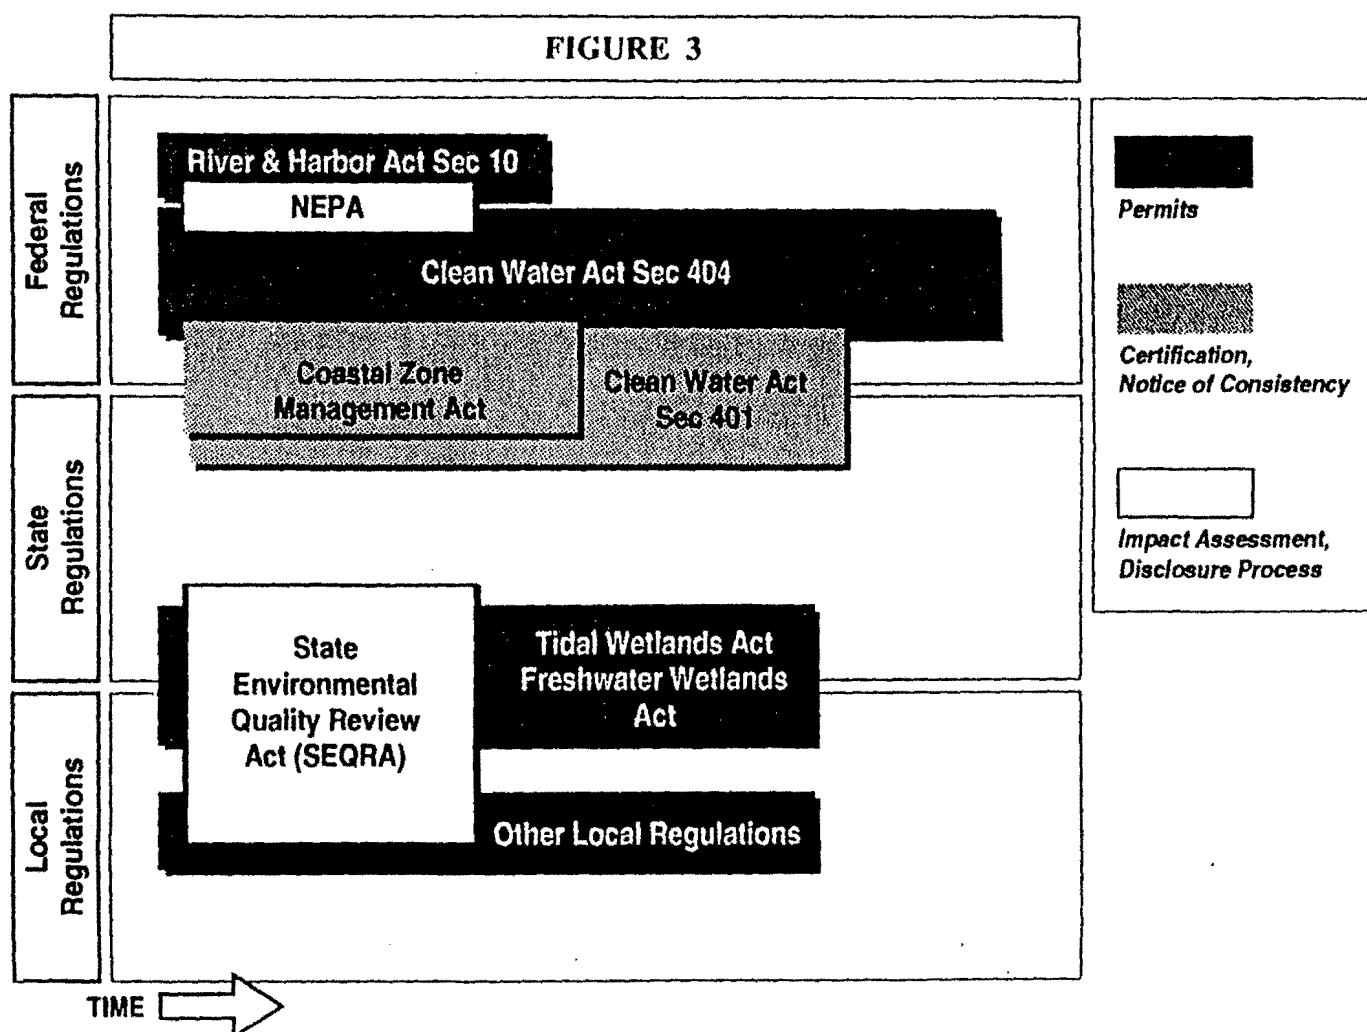 FIGURE 3
Federal
Regulations
River & Harbor Act Sec 10
NEPA
Clean Water Act Sec 404
Coastal Zone
Management Act
Clean Water Act
Sec 401
State
Regulations
State
Environmental
Quality Review
Act (SEQRA)
Tidal Wetlands Act
Freshwater Wetlands
Act
Local
Regulations
Other Local Regulations
TIME
Permits
Certification,
Notice of Consistency
Impact Assessment,
Disclosure Process